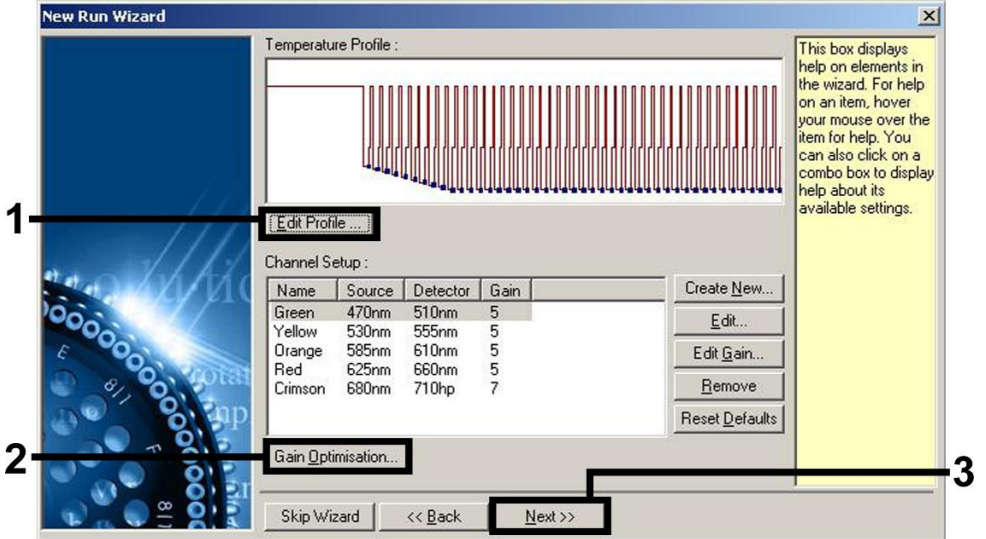 New Run Wizard
Temperature Profile :
1
Edit Profile ...
Channel Setup :
Name Source Detector Gain
Green 470nm 510nm 5
Yellow 530nm 555nm 5
Orange 585nm 610nm 5
Red 625nm 660nm 5
Crimson 680nm 710hp 7
Create New...
Edit...
Edit Gain...
Remove
Reset Defaults
2
Gain Optimisation...
3
Skip Wizard
<< Back
Next >>
This box displays
help on elements in
the wizard. For help
on an item, hover
your mouse over the
item for help. You
can also click on a
combo box to display
help about its
available settings.